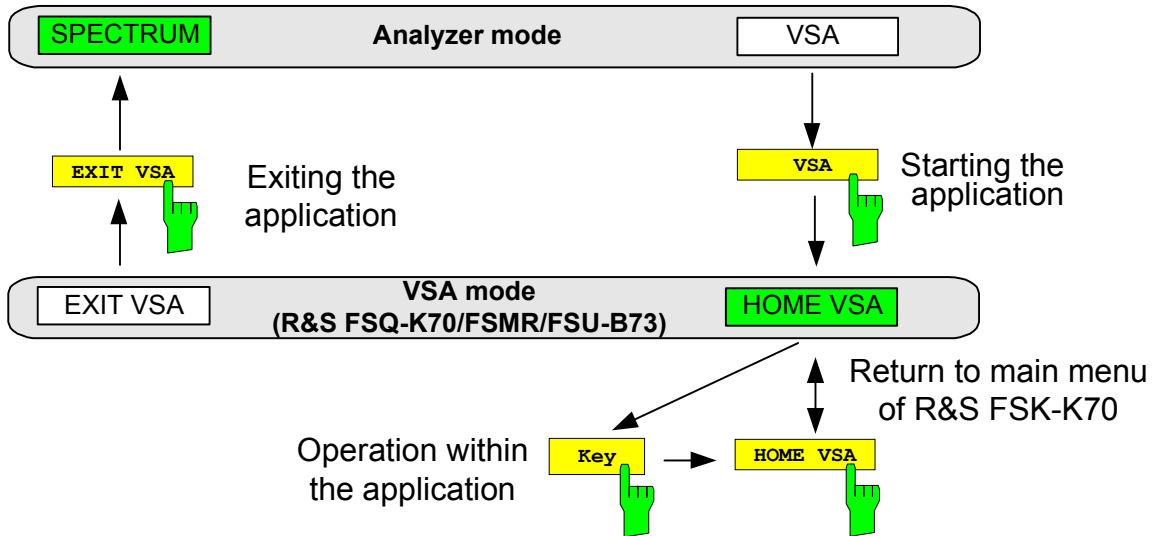 SPECTRUM Analyzer mode VSA
EXIT VSA
Exiting the
application
VSA
Starting the
application
EXIT VSA
VSA mode
(R&S FSQ-K70/FSMR/FSU-B73)
HOME VSA
Return to main menu
of R&S FSK-K70
Operation within
the application
Key
HOME VSA